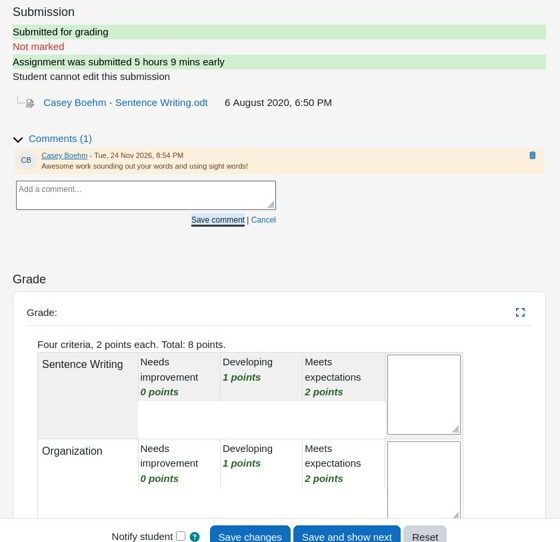 Submission
Submitted for grading
Not marked
Assignment was submitted 5 hours 9 mins early
Student cannot edit this submission
Casey Boehm - Sentence Writing.odt 6 August 2020, 6:50 PM
Comments (1)
CB Casey Boehm - Tue, 24 Nov 2026, 8:54 PM
Awesome work sounding out your words and using sight words!
Add a comment...
Save comment | Cancel
Grade
Grade:
Four criteria, 2 points each. Total: 8 points.
Sentence Writing Needs improvement 0 points Developing 1 points Meets expectations 2 points
Organization Needs improvement 0 points Developing 1 points Meets expectations 2 points
Notify student ? Save changes Save and show next Reset